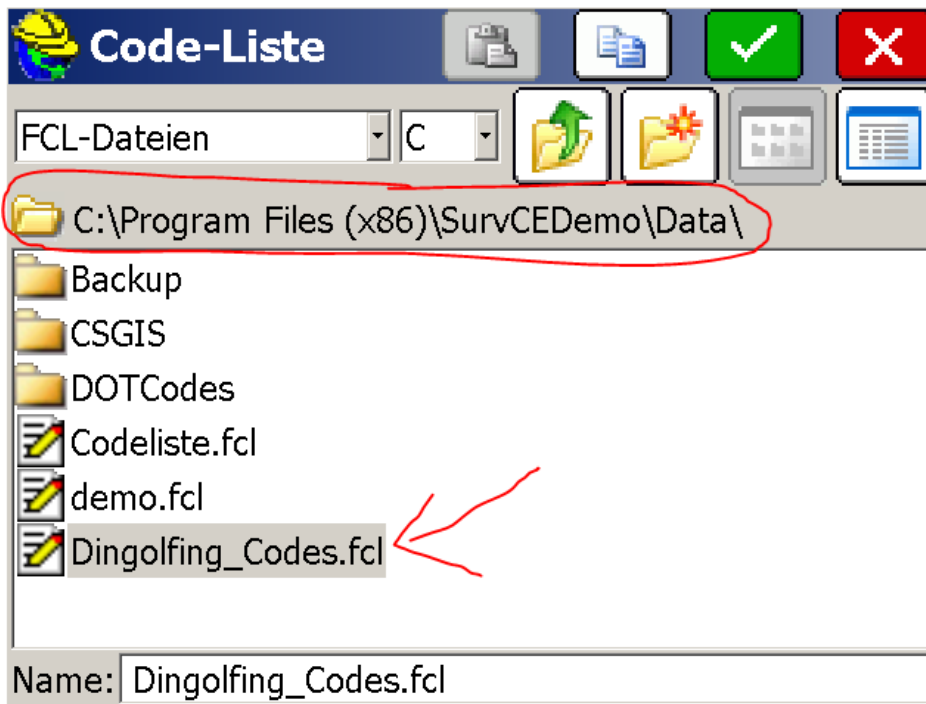 Code-Liste
FCL-Dateien C
C:\Program Files (x86)\SurvCEDemo\Data\
Backup
CSGIS
DOTCodes
Codeliste.fcl
demo.fcl
Dingolfing_Codes.fcl
Name: Dingolfing_Codes.fcl